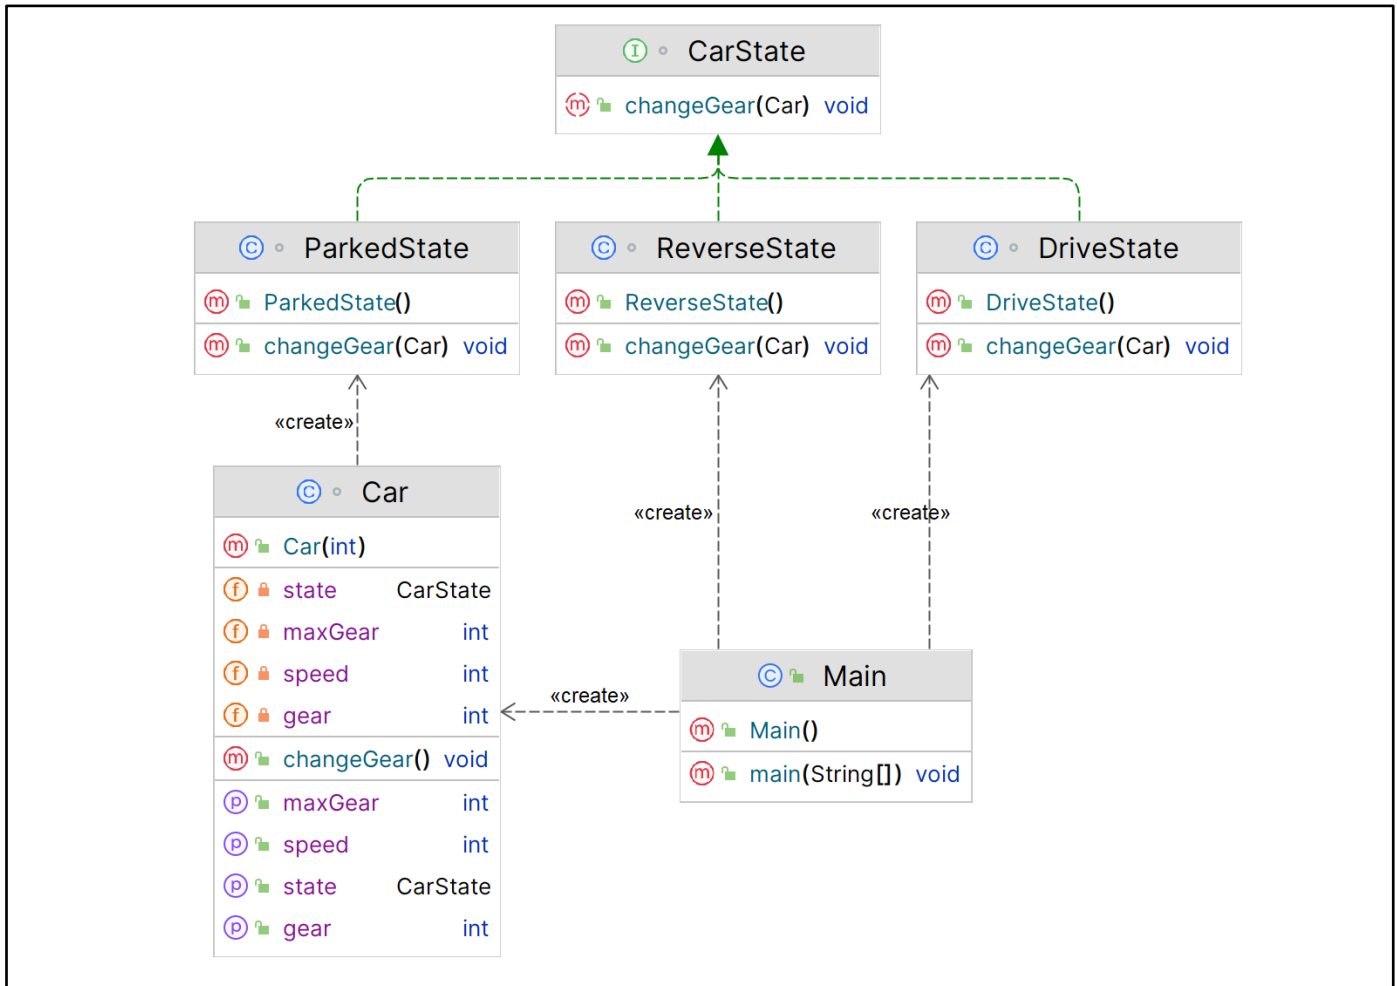 CarState
changeGear(Car) void
ParkedState
ParkedState()
changeGear(Car) void
ReverseState
ReverseState()
changeGear(Car) void
DriveState
DriveState()
changeGear(Car) void
«create»
«create»
«create»
Car
Car(int)
state CarState
maxGear int
speed int
gear int
changeGear() void
maxGear int
speed int
state CarState
gear int
«create»
Main
Main()
main(String[]) void